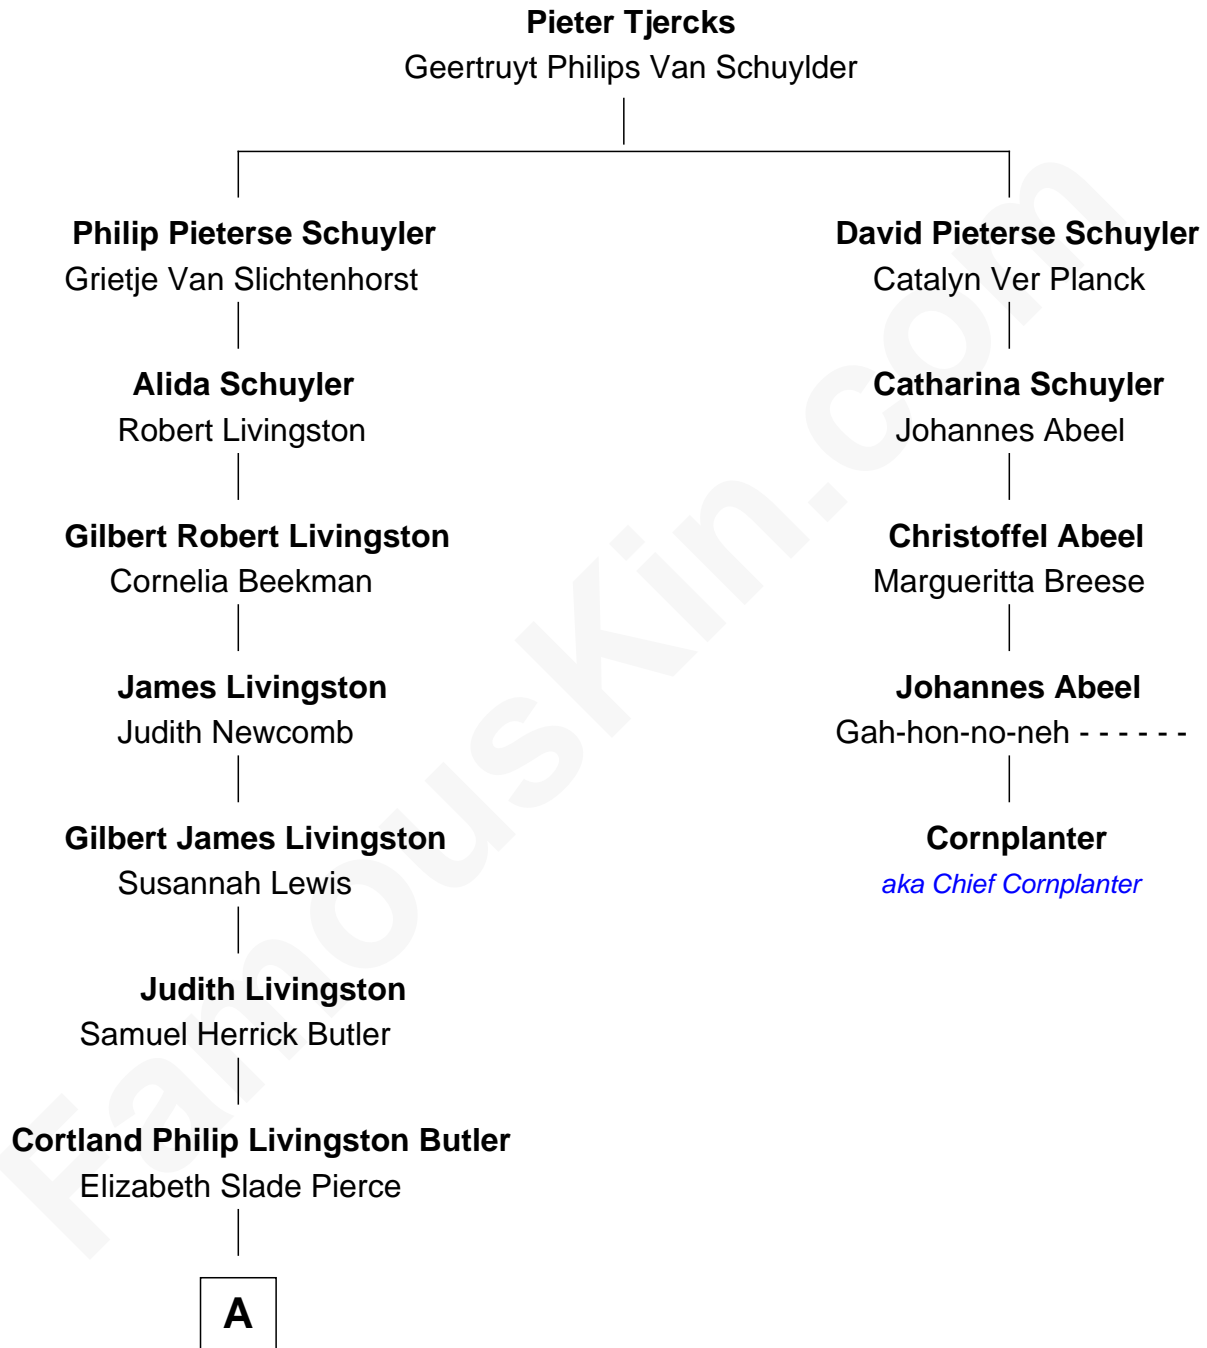 Pieter Tjercks
Geertruyt Philips Van Schuylder
Philip Pieterse Schuyler
Grietje Van Slichtenhorst
David Pieterse Schuyler
Catalyn Ver Planck
Alida Schuyler
Robert Livingston
Catharina Schuyler
Johannes Abeel
Gilbert Robert Livingston
Cornelia Beekman
Christoffel Abeel
Margueritta Breese
James Livingston
Judith Newcomb
Johannes Abeel
Gah-hon-no-neh - - - - - -
Gilbert James Livingston
Susannah Lewis
Cornplanter
aka Chief Cornplanter
Judith Livingston
Samuel Herrick Butler
Cortland Philip Livingston Butler
Elizabeth Slade Pierce
A
FamousKin.com